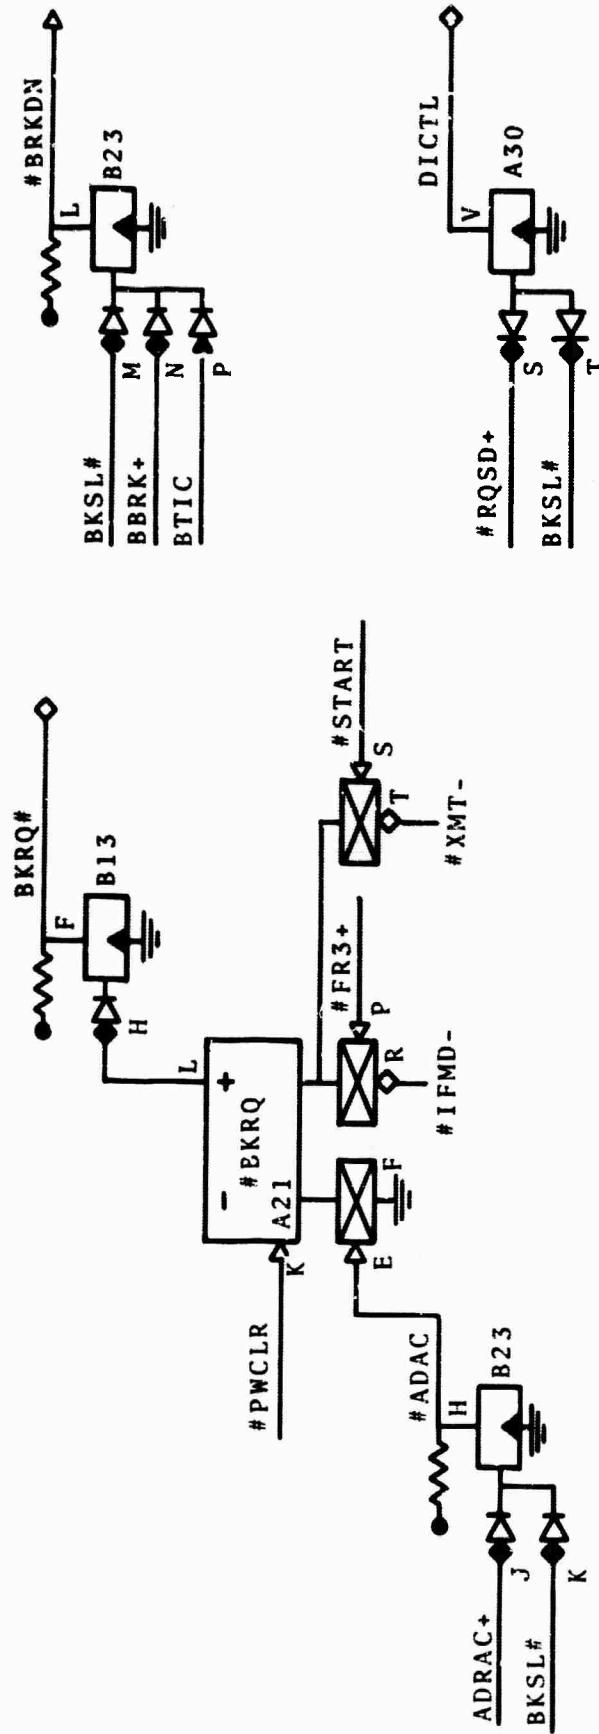 #BRKDN
L
B23
BKSL#
M
BBRK+
N
BTIC
P
DICTL
V
A30
#RQSD+
S
BKSL#
T
BKRQ#
F
B13
H
L
- +
#BKRQ
A21
#PWCLR
K
#START
S
T
#XMT-
#FR3+
P
R
#IFMD-
F
E
#ADAC
H
B23
ADRAC+
J
BKSL#
K